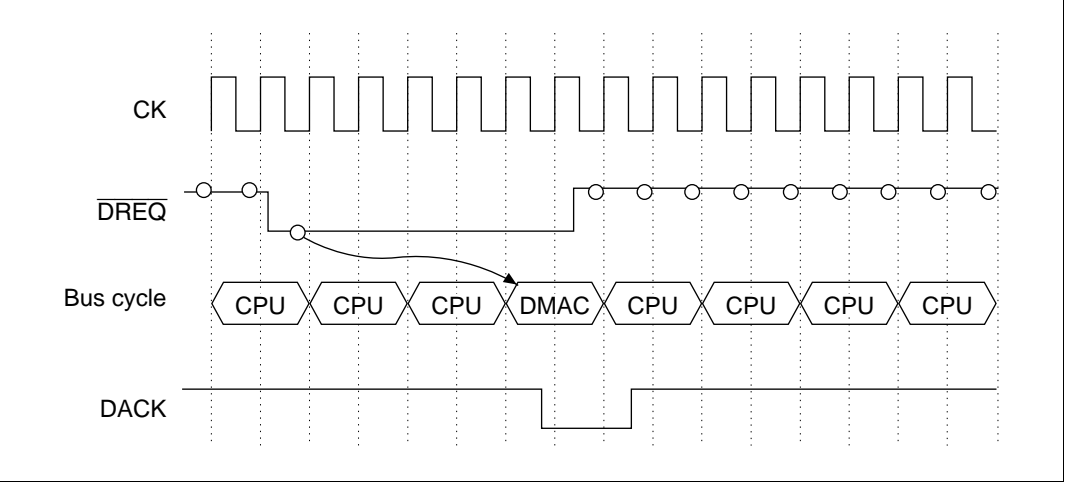 CK
DREQ
Bus cycle CPU CPU CPU DMAC CPU CPU CPU CPU
DACK